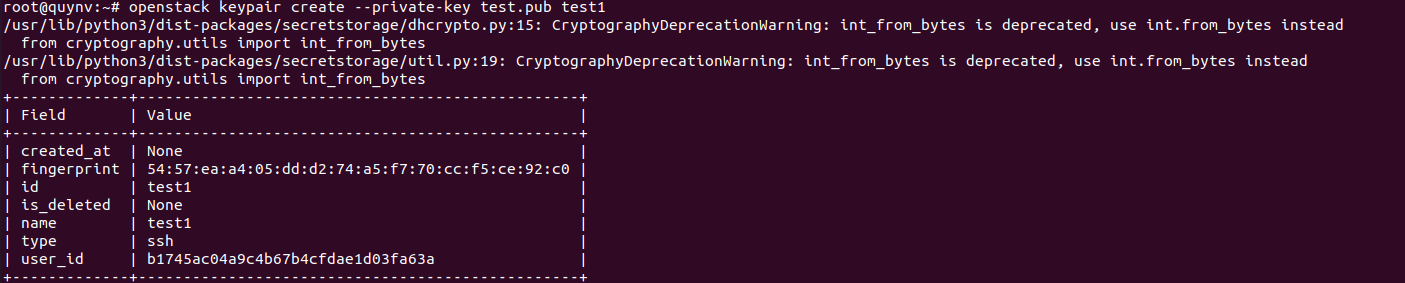 root@quynv:~# openstack keypair create --private-key test.pub test1
/usr/lib/python3/dist-packages/secretstorage/dhcrypto.py:15: CryptographyDeprecationWarning: int_from_bytes is deprecated, use int.from_bytes instead
  from cryptography.utils import int_from_bytes
/usr/lib/python3/dist-packages/secretstorage/util.py:19: CryptographyDeprecationWarning: int_from_bytes is deprecated, use int.from_bytes instead
  from cryptography.utils import int_from_bytes
+-------------+-------------------------------------------------+
| Field       | Value                                           |
+-------------+-------------------------------------------------+
| created_at  | None                                            |
| fingerprint | 54:57:ea:a4:05:dd:d2:74:a5:f7:70:cc:f5:ce:92:c0 |
| id          | test1                                           |
| is_deleted  | None                                            |
| name        | test1                                           |
| type        | ssh                                             |
| user_id     | b1745ac04a9c4b67b4cfdae1d03fa63a                |
+-------------+-------------------------------------------------+